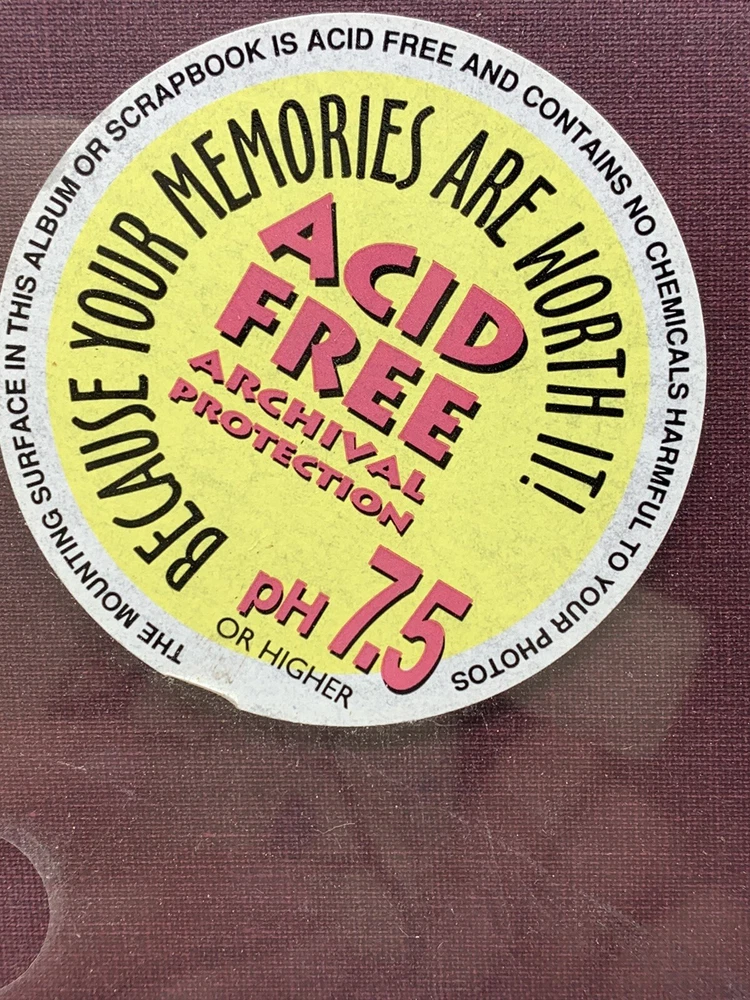 THE MOUNTING SURFACE IN THIS ALBUM OR SCRAPBOOK IS ACID FREE AND CONTAINS NO CHEMICALS HARMFUL TO YOUR PHOTOS
BECAUSE YOUR MEMORIES ARE WORTH IT!
ACID
FREE
ARCHIVAL
PROTECTION
pH 7.5
OR HIGHER